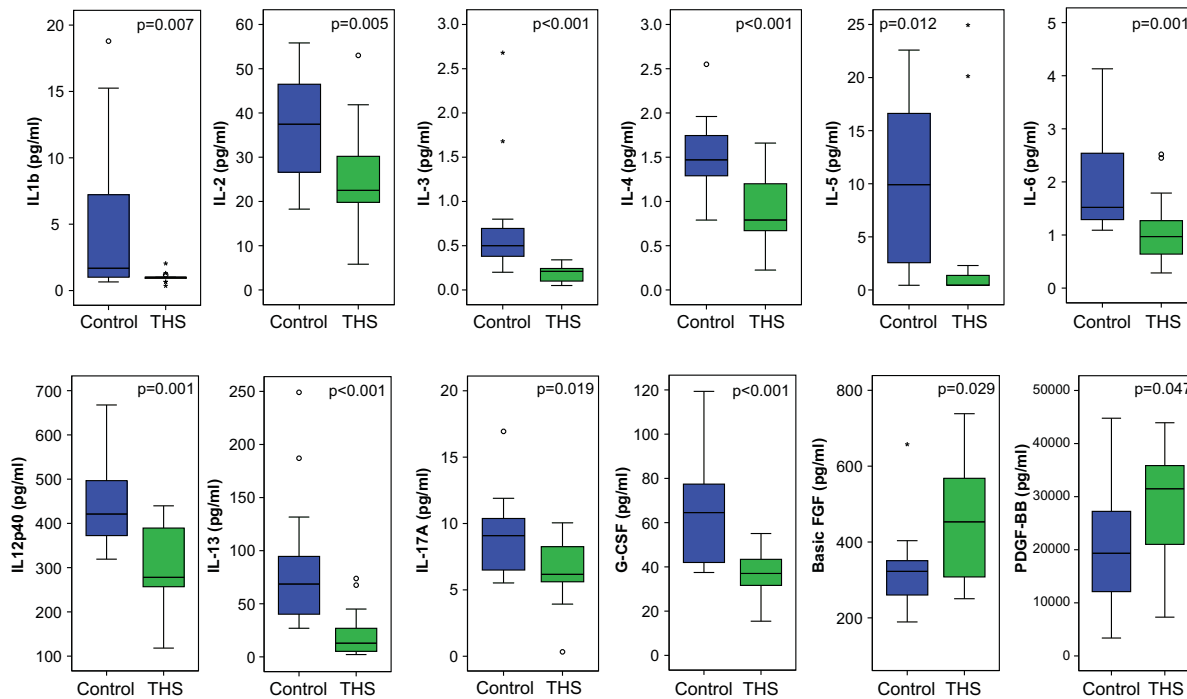 p=0.007
IL1b (pg/ml)
20
15
10
5
0
Control THS
p=0.005
IL-2 (pg/ml)
60
50
40
30
20
10
0
Control THS
p<0.001
IL-3 (pg/ml)
3.0
2.5
2.0
1.5
1.0
0.5
0.0
Control THS
p<0.001
IL-4 (pg/ml)
3.0
2.5
2.0
1.5
1.0
0.5
0.0
Control THS
p=0.012
IL-5 (pg/ml)
25
20
15
10
5
0
Control THS
p=0.001
IL-6 (pg/ml)
5
4
3
2
1
0
Control THS
p=0.001
IL12p40 (pg/ml)
700
600
500
400
300
200
100
Control THS
p<0.001
IL-13 (pg/ml)
250
200
150
100
50
0
Control THS
p=0.019
IL-17A (pg/ml)
20
15
10
5
0
Control THS
p<0.001
G-CSF (pg/ml)
120
100
80
60
40
20
0
Control THS
p=0.029
Basic FGF (pg/ml)
800
600
400
200
Control THS
p=0.047
PDGF-BB (pg/ml)
50000
40000
30000
20000
10000
0
Control THS